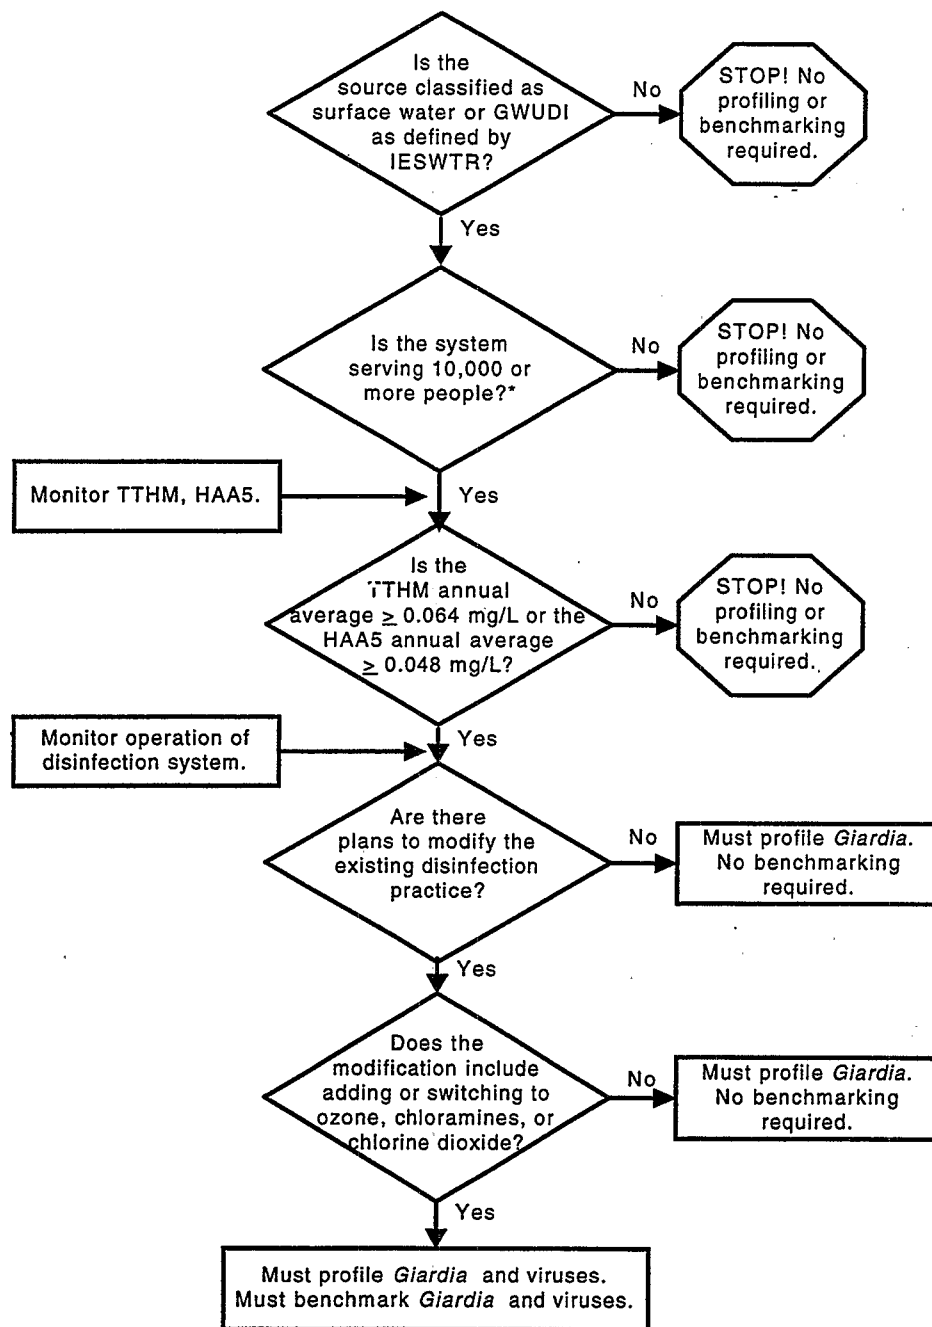 Is the
source classified as
surface water or GWUDI
as defined by
IESWTR?
No
STOP! No
profiling or
benchmarking
required.
Yes
Is the system
serving 10,000 or
more people?*
No
STOP! No
profiling or
benchmarking
required.
Monitor TTHM, HAA5.
Yes
Is the
TTHM annual
average ≥ 0.064 mg/L or the
HAA5 annual average
≥ 0.048 mg/L?
No
STOP! No
profiling or
benchmarking
required.
Monitor operation of
disinfection system.
Yes
Are there
plans to modify the
existing disinfection
practice?
No
Must profile Giardia.
No benchmarking
required.
Yes
Does the
modification include
adding or switching to
ozone, chloramines, or
chlorine dioxide?
No
Must profile Giardia.
No benchmarking
required.
Yes
Must profile Giardia and viruses.
Must benchmark Giardia and viruses.